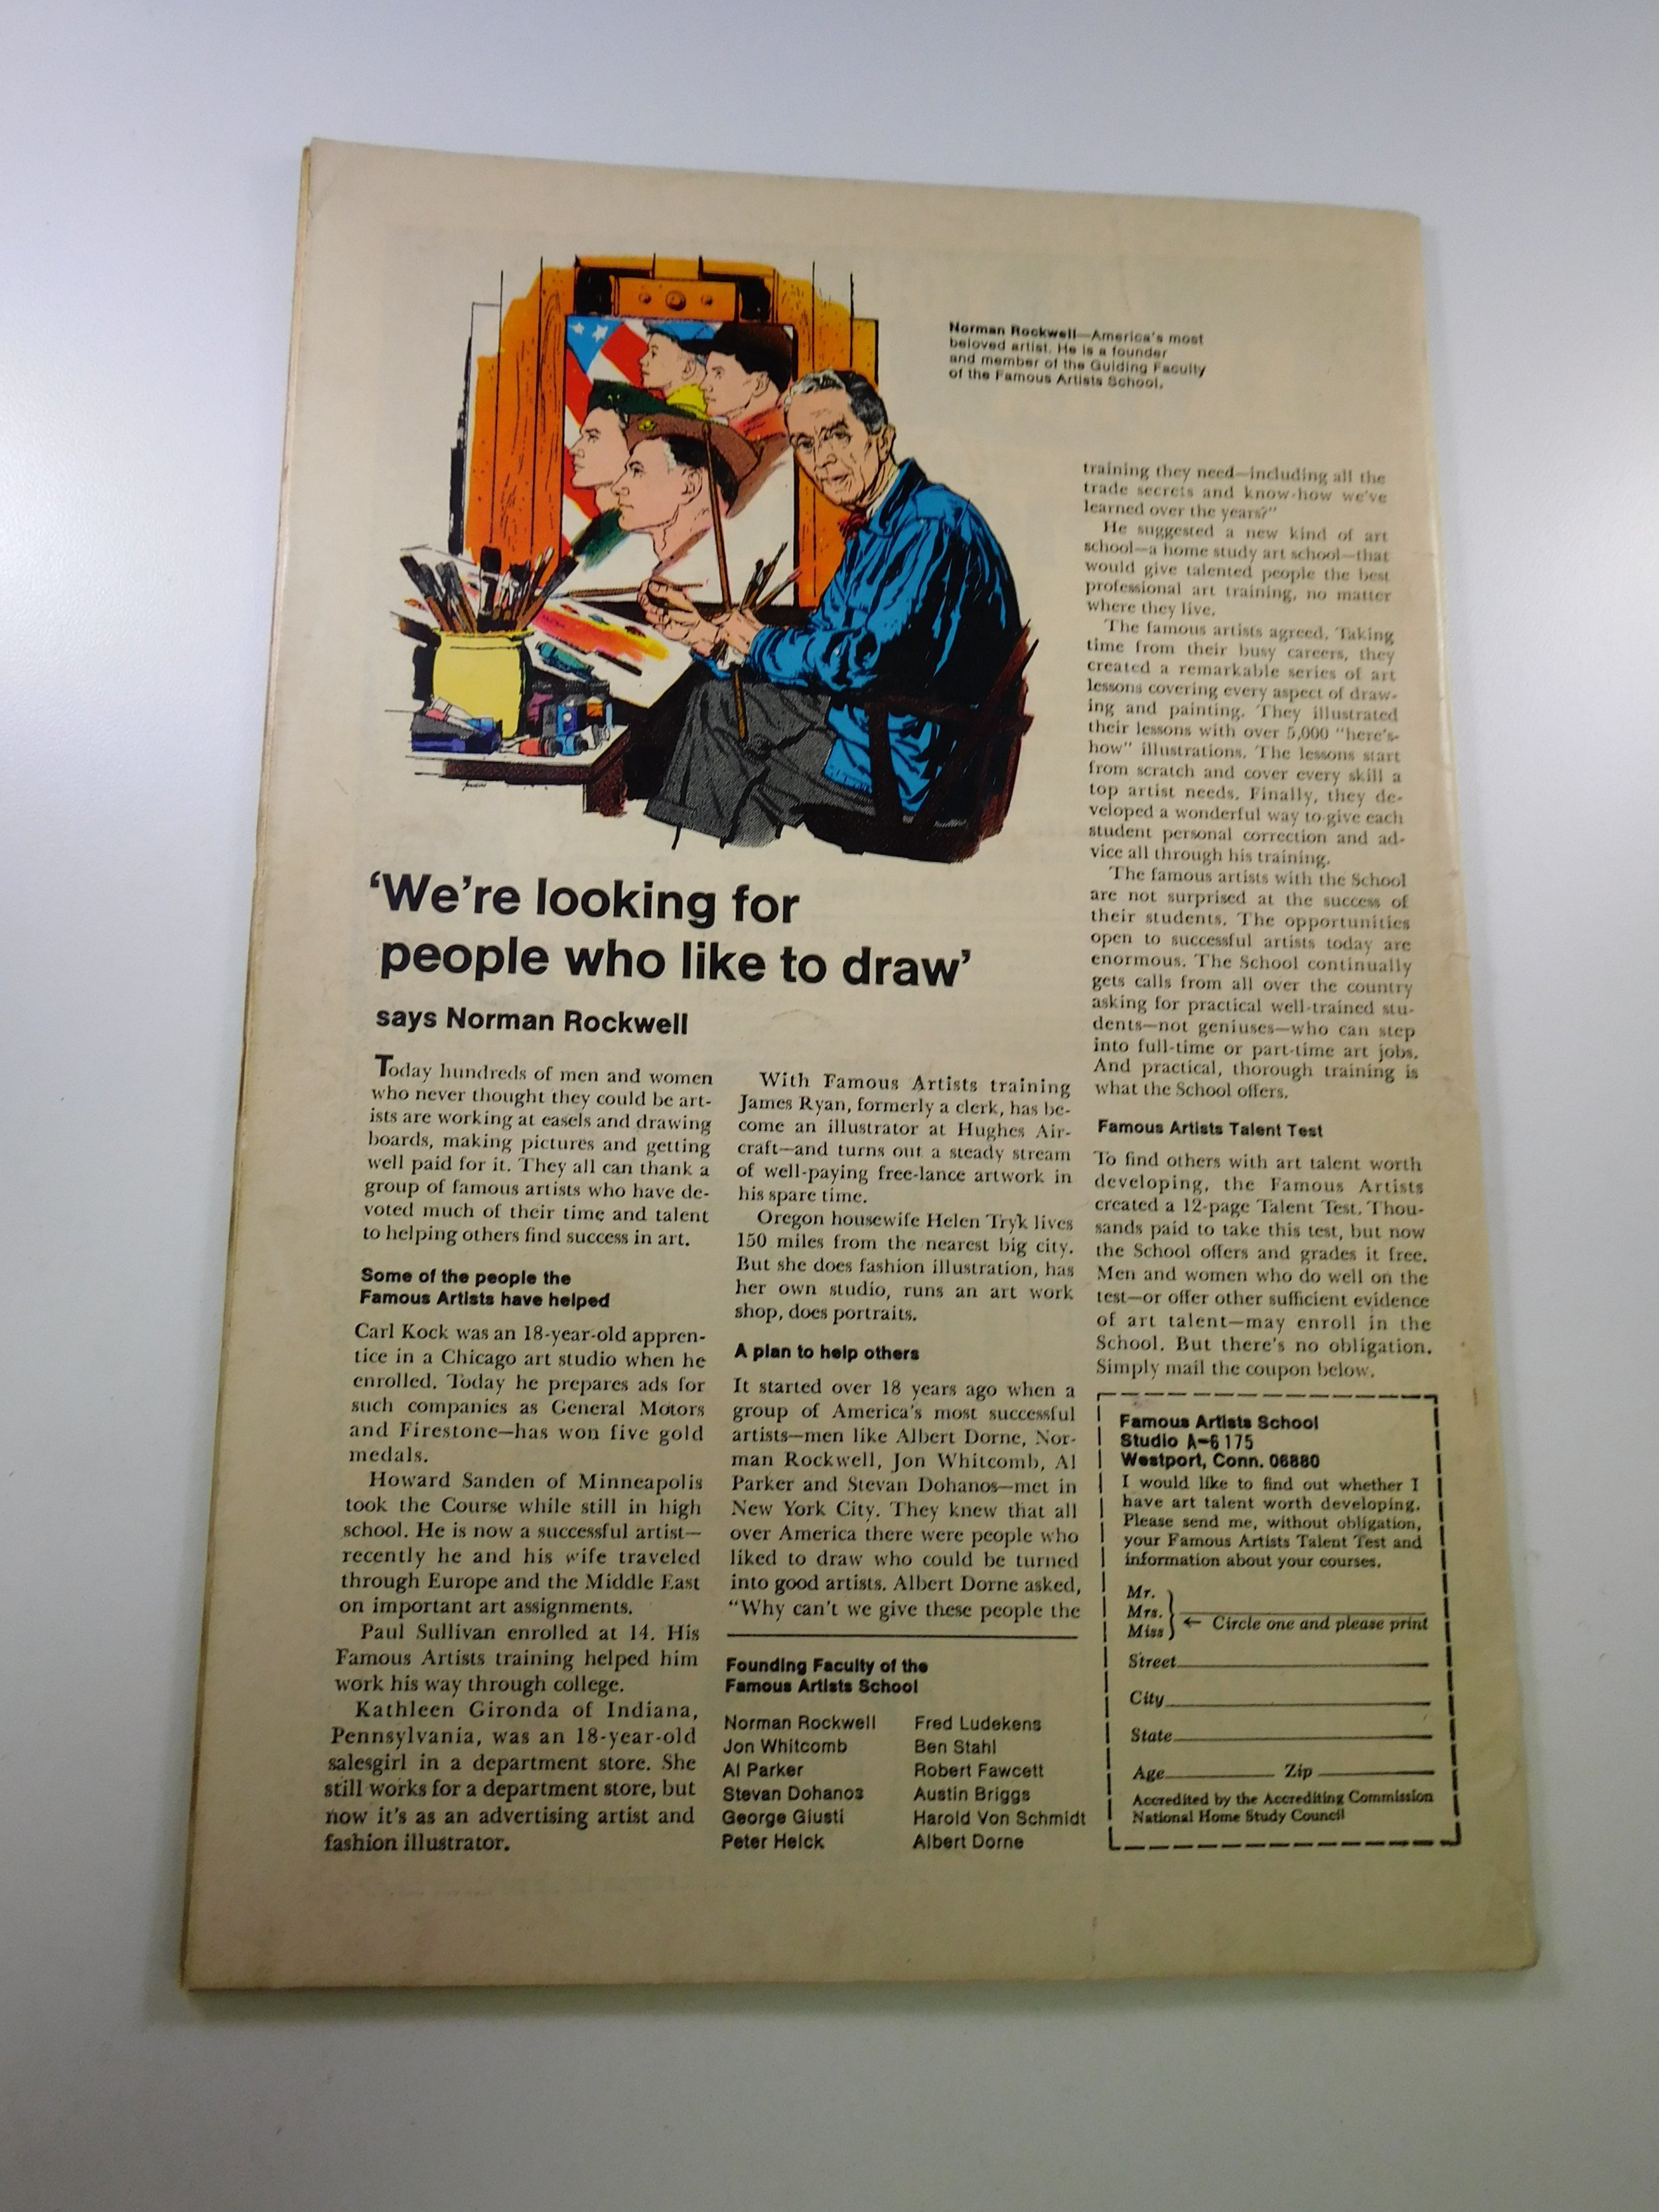 Norman Rockwell—America's most
beloved artist. He is a founder
and member of the Guiding Faculty
of the Famous Artists School.
'We're looking for
people who like to draw'
says Norman Rockwell
Today hundreds of men and women
who never thought they could be art-
ists are working at easels and drawing
boards, making pictures and getting
well paid for it. They all can thank a
group of famous artists who have de-
voted much of their time and talent
to helping others find success in art.
Some of the people the
Famous Artists have helped
Carl Kock was an 18-year-old appren-
tice in a Chicago art studio when he
enrolled. Today he prepares ads for
such companies as General Motors
and Firestone—has won five gold
medals.
Howard Sanden of Minneapolis
took the Course while still in high
school. He is now a successful artist—
recently he and his wife traveled
through Europe and the Middle East
on important art assignments.
Paul Sullivan enrolled at 14. His
Famous Artists training helped him
work his way through college.
Kathleen Gironda of Indiana,
Pennsylvania, was an 18-year-old
salesgirl in a department store. She
still works for a department store, but
now it's as an advertising artist and
fashion illustrator.
With Famous Artists training
James Ryan, formerly a clerk, has be-
come an illustrator at Hughes Air-
craft—and turns out a steady stream
of well-paying free-lance artwork in
his spare time.
Oregon housewife Helen Tryk lives
150 miles from the nearest big city.
But she does fashion illustration, has
her own studio, runs an art work
shop, does portraits.
A plan to help others
It started over 18 years ago when a
group of America's most successful
artists—men like Albert Dorne, Nor-
man Rockwell, Jon Whitcomb, Al
Parker and Stevan Dohanos—met in
New York City. They knew that all
over America there were people who
liked to draw who could be turned
into good artists. Albert Dorne asked,
"Why can't we give these people the
Founding Faculty of the
Famous Artists School
Norman Rockwell
Jon Whitcomb
Al Parker
Stevan Dohanos
George Giusti
Peter Helck
Fred Ludekens
Ben Stahl
Robert Fawcett
Austin Briggs
Harold Von Schmidt
Albert Dorne
training they need—including all the
trade secrets and know-how we've
learned over the years?"
He suggested a new kind of art
school—a home study art school—that
would give talented people the best
professional art training, no matter
where they live.
The famous artists agreed. Taking
time from their busy careers, they
created a remarkable series of art
lessons covering every aspect of draw-
ing and painting. They illustrated
their lessons with over 5,000 "here's-
how" illustrations. The lessons start
from scratch and cover every skill a
top artist needs. Finally, they de-
veloped a wonderful way to give each
student personal correction and ad-
vice all through his training.
The famous artists with the School
are not surprised at the success of
their students. The opportunities
open to successful artists today are
enormous. The School continually
gets calls from all over the country
asking for practical well-trained stu-
dents—not geniuses—who can step
into full-time or part-time art jobs.
And practical, thorough training is
what the School offers.
Famous Artists Talent Test
To find others with art talent worth
developing, the Famous Artists
created a 12-page Talent Test. Thou-
sands paid to take this test, but now
the School offers and grades it free.
Men and women who do well on the
test—or offer other sufficient evidence
of art talent—may enroll in the
School. But there's no obligation.
Simply mail the coupon below.
Famous Artists School
Studio A-6175
Westport, Conn. 06880
I would like to find out whether I
have art talent worth developing.
Please send me, without obligation,
your Famous Artists Talent Test and
information about your courses.
Mr.
Mrs.
Miss ← Circle one and please print
Street
City
State
Age Zip
Accredited by the Accrediting Commission
National Home Study Council